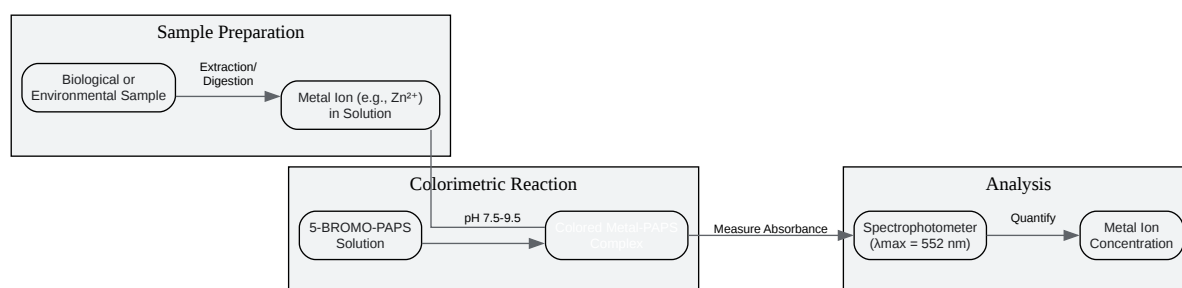 Sample Preparation
Biological or
Environmental Sample
Extraction/
Digestion
Metal Ion (e.g., Zn²⁺)
in Solution
Colorimetric Reaction
5-BROMO-PAPS
Solution
pH 7.5-9.5
Colored Metal-PAPS
Complex
Measure Absorbance
Analysis
Spectrophotometer
(λmax = 552 nm)
Quantify
Metal Ion
Concentration